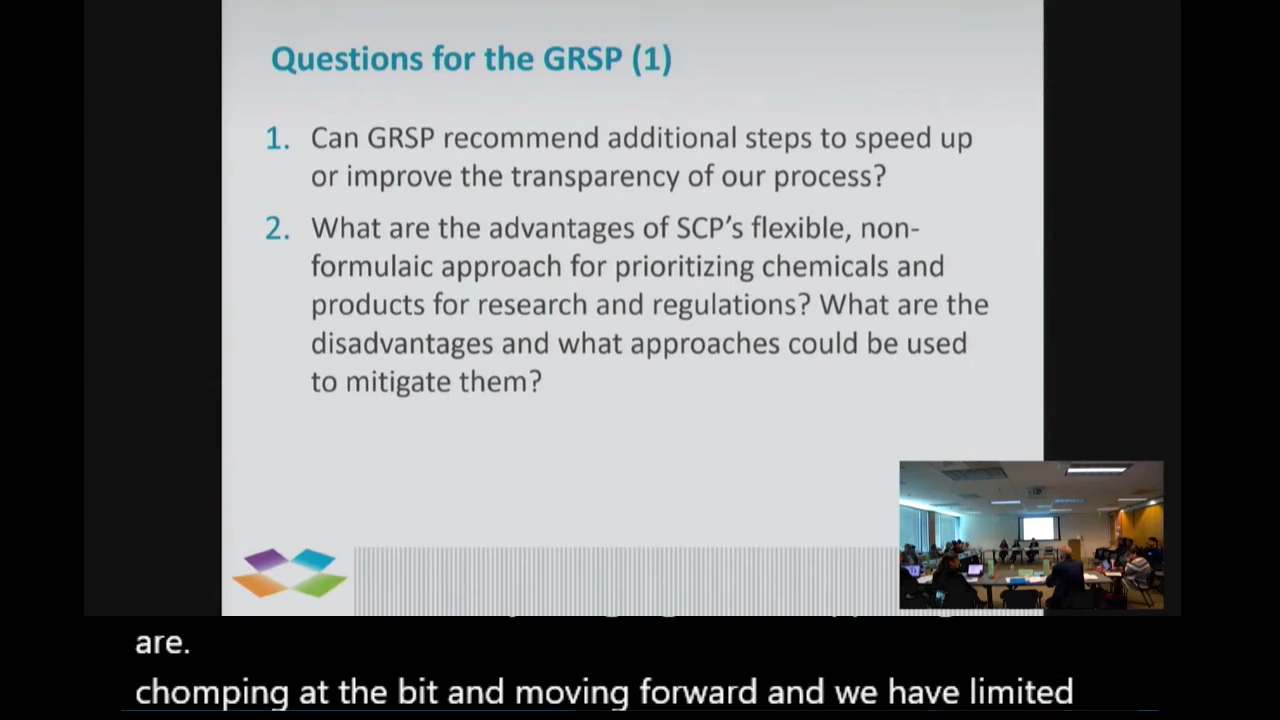 Questions for the GRSP (1)
1. Can GRSP recommend additional steps to speed up
or improve the transparency of our process?
2. What are the advantages of SCP's flexible, non-
formulaic approach for prioritizing chemicals and
products for research and regulations? What are the
disadvantages and what approaches could be used
to mitigate them?
are.
chomping at the bit and moving forward and we have limited